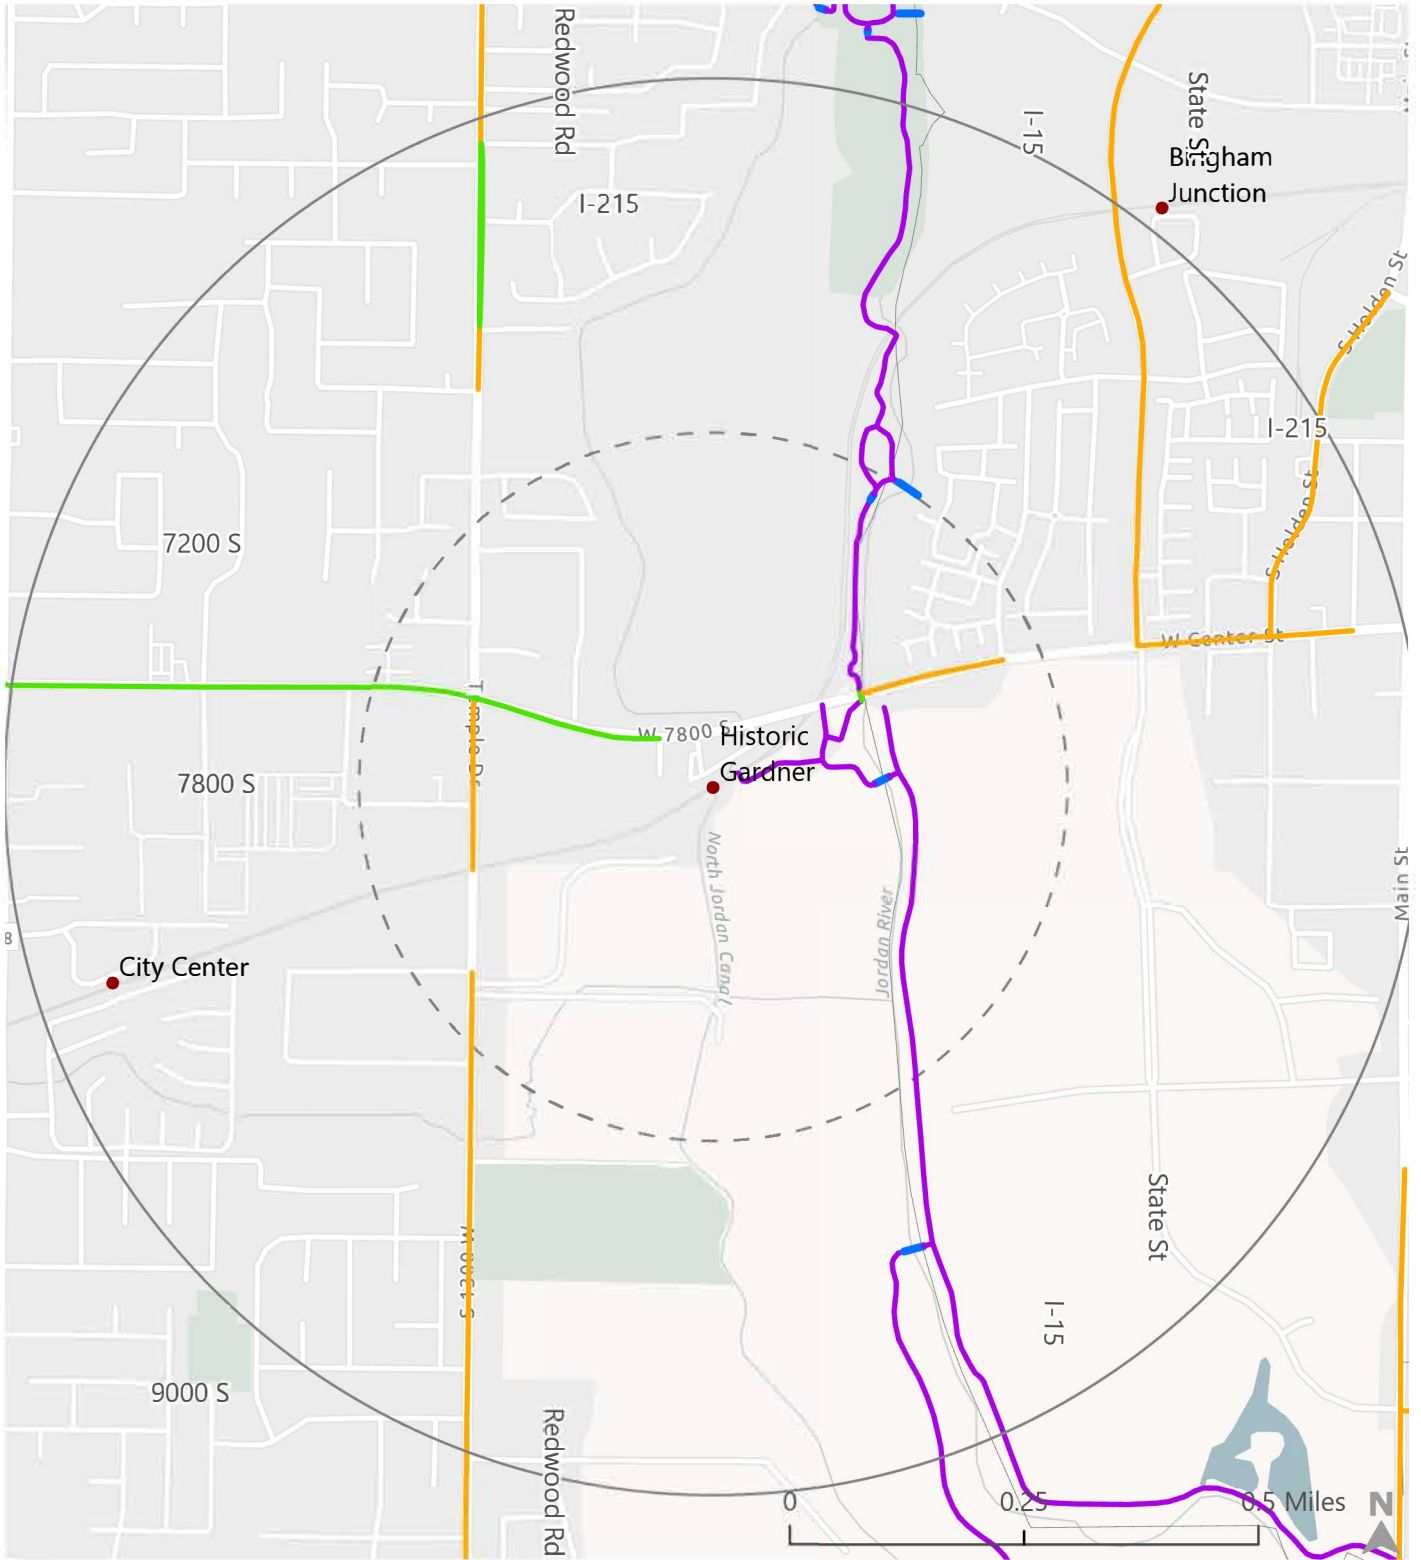 Redwood Rd
State St
I-15
Bingham
Junction
I-215
S Holden St
I-215
S Holden St
7200 S
W Center St
W 7800 S
Historic
Gardner
7800 S
North Jordan Canal
Jordan River
Main St
8
City Center
State St
1300 W
I-15
9000 S
Redwood Rd
0
0.25
0.5 Miles
N